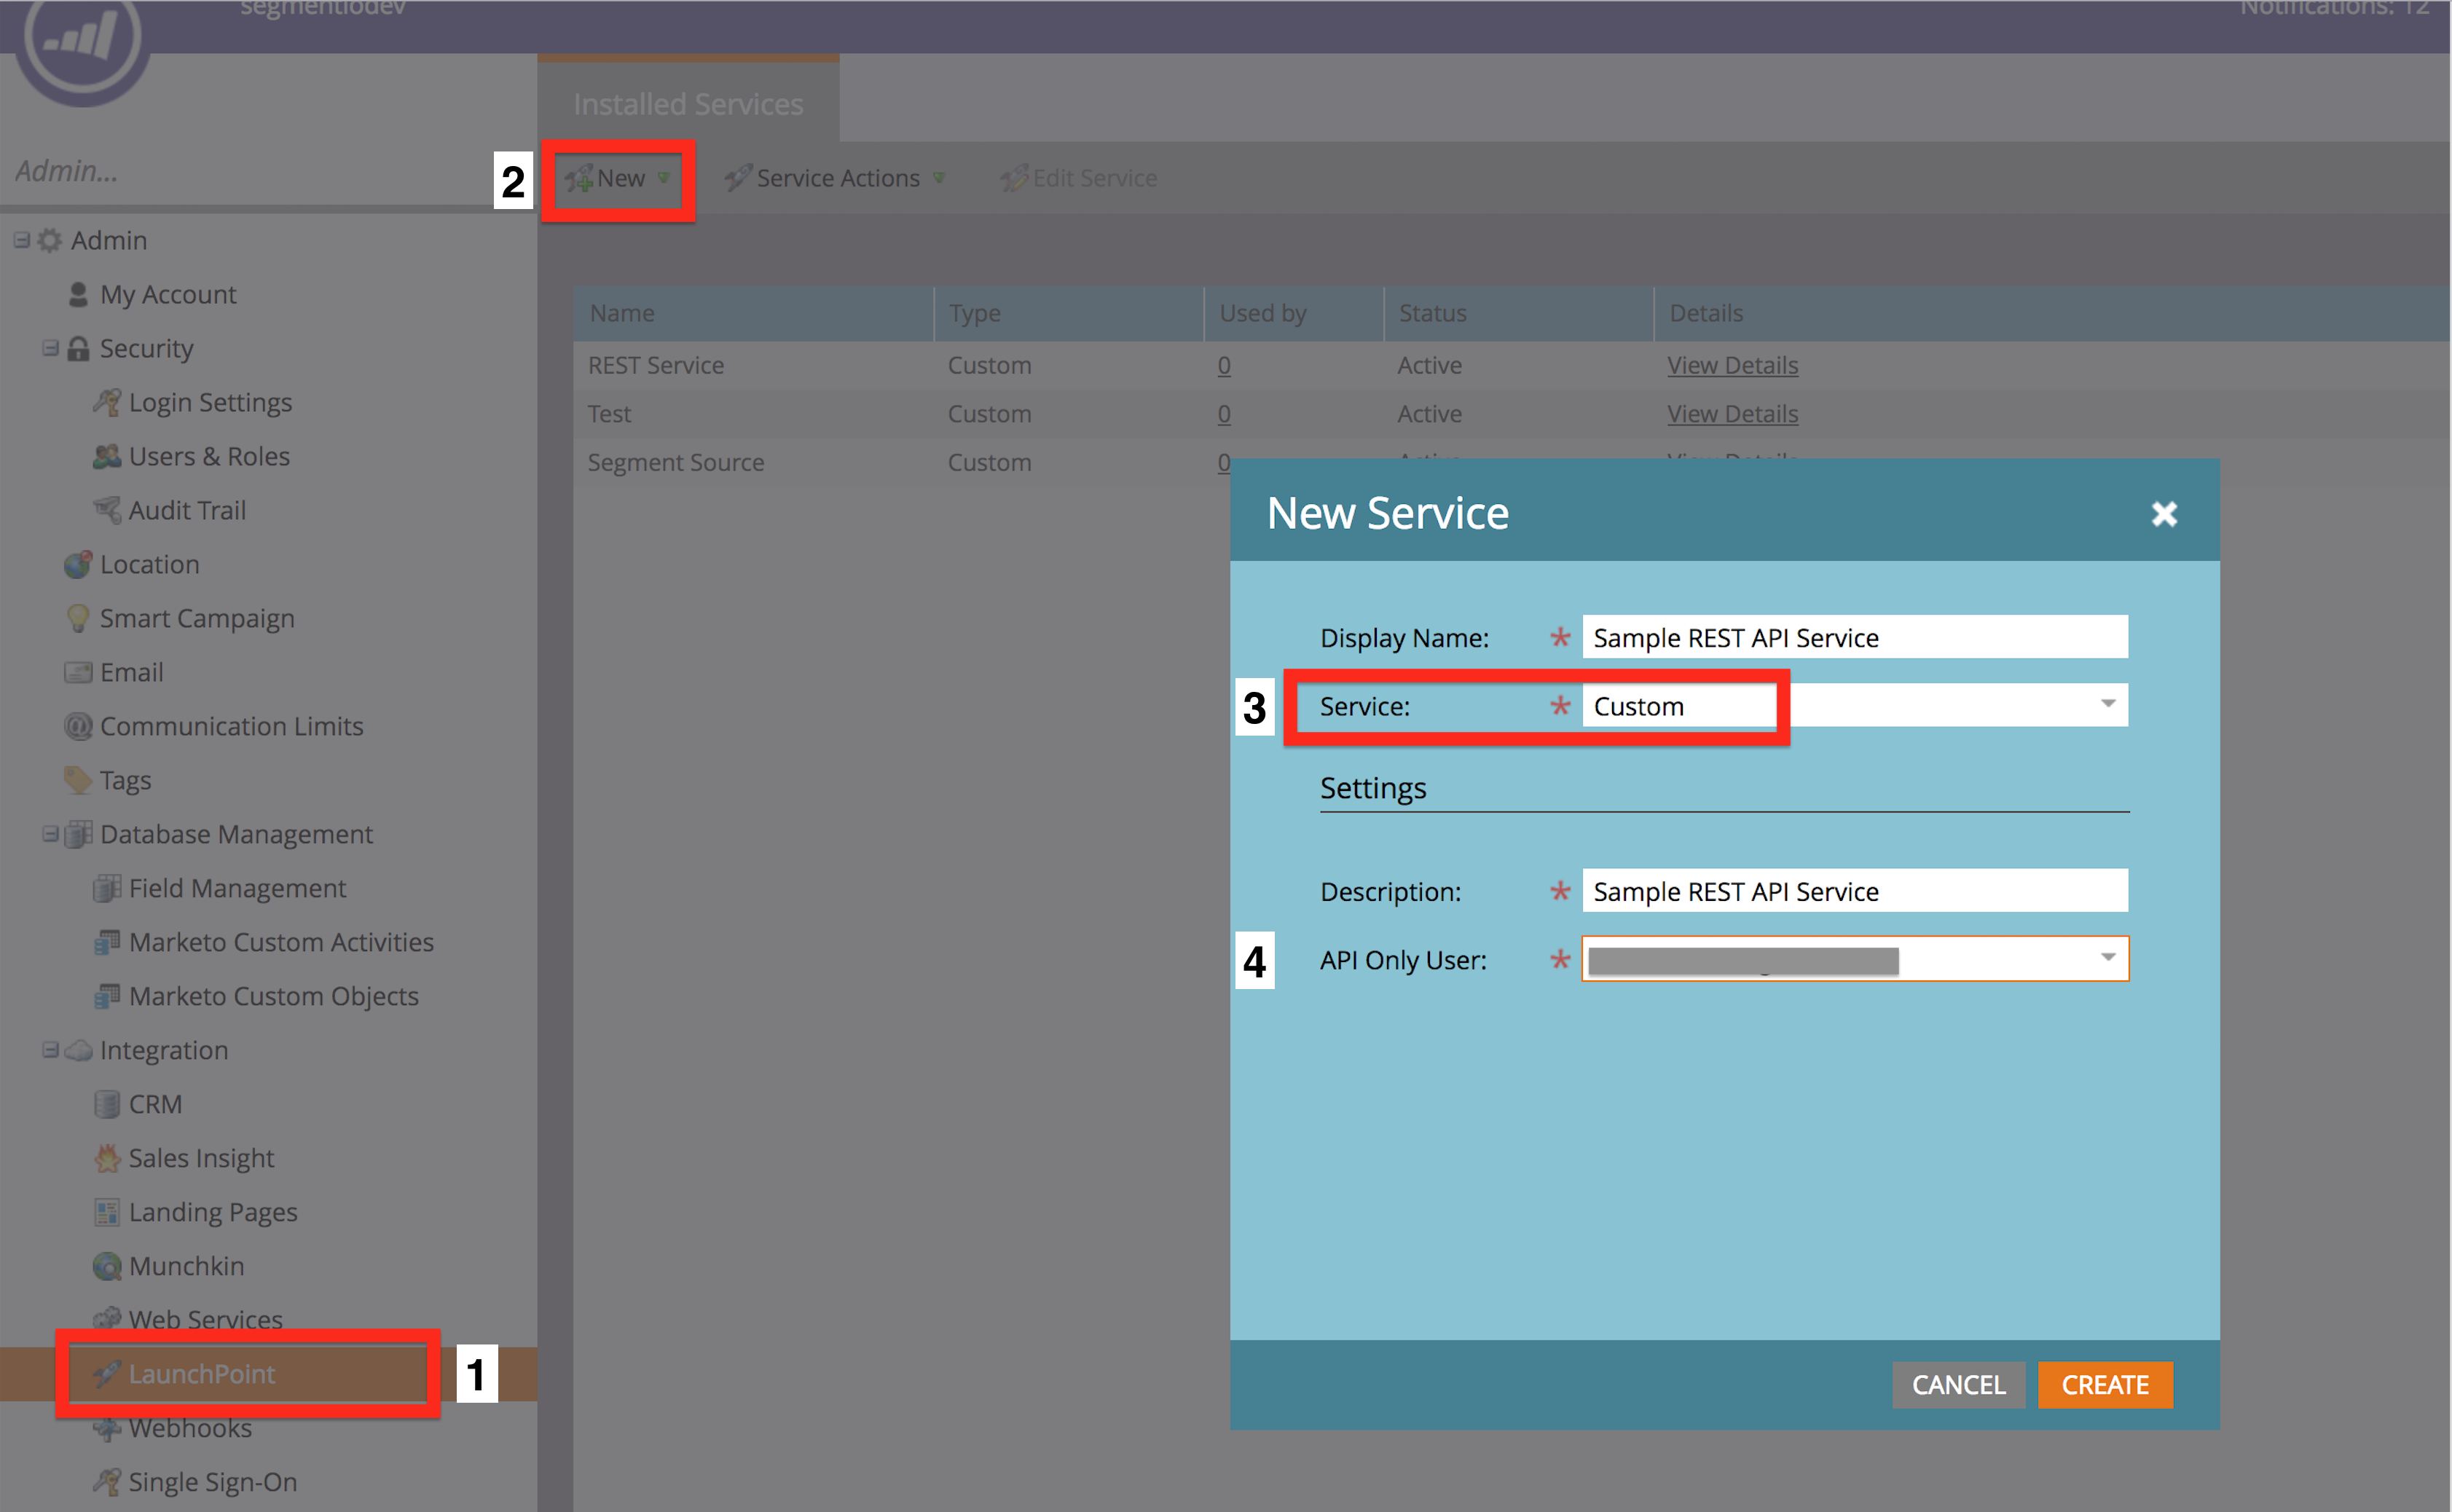 segmentiodev
Notifications: 12
Installed Services
Admin...
2
New
Service Actions
Edit Service
Admin
My Account
Security
Login Settings
Users & Roles
Audit Trail
Location
Smart Campaign
Email
Communication Limits
Tags
Database Management
Field Management
Marketo Custom Activities
Marketo Custom Objects
Integration
CRM
Sales Insight
Landing Pages
Munchkin
Web Services
LaunchPoint
1
Webhooks
Single Sign-On
Name Type Used by Status Details
REST Service Custom 0 Active View Details
Test Custom 0 Active View Details
Segment Source Custom 0 Active View Details
New Service
Display Name: * Sample REST API Service
3
Service: * Custom
Settings
Description: * Sample REST API Service
4
API Only User: *
CANCEL
CREATE